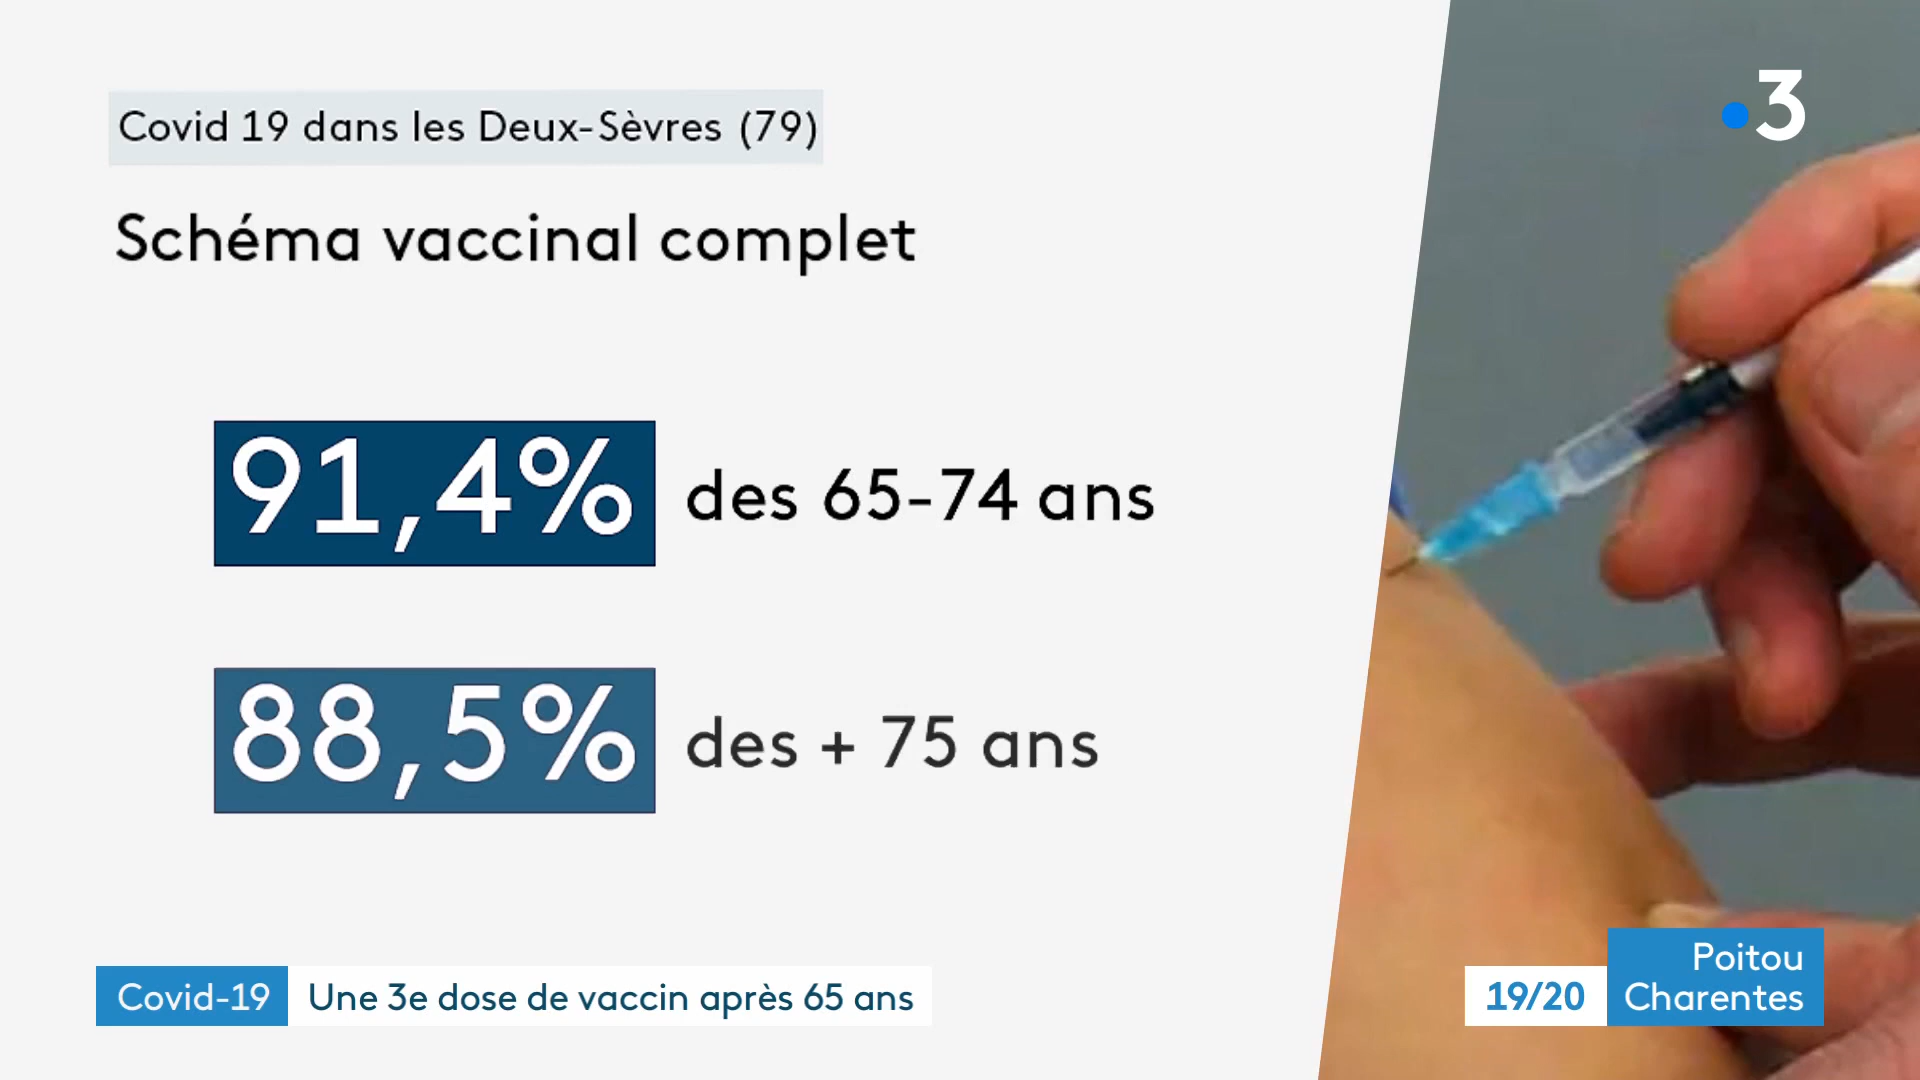 Covid 19 dans les Deux-Sèvres (79)
3
Schéma vaccinal complet
91,4% des 65-74 ans
88,5% des + 75 ans
Covid-19 Une 3e dose de vaccin après 65 ans
19/20 Poitou
Charentes